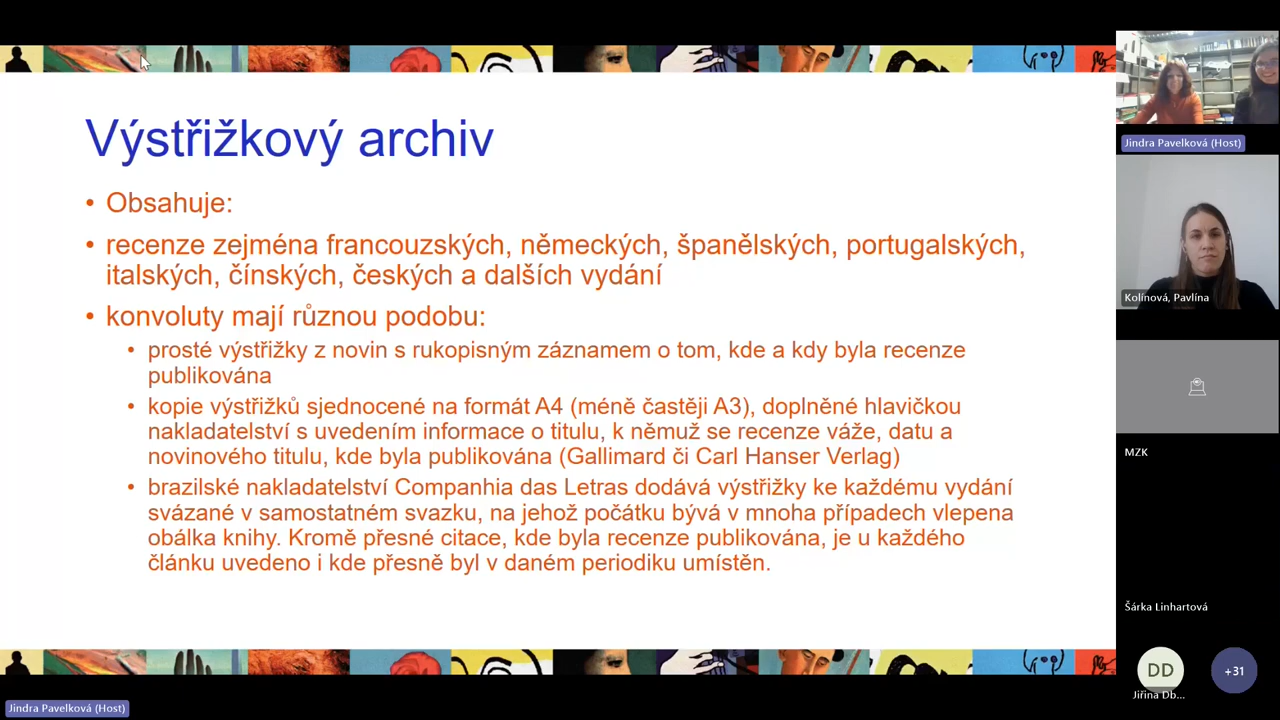 Výstřižkový archiv
• Obsahuje:
• recenze zejména francouzských, německých, španělských, portugalských,
italských, čínských, českých a dalších vydání
• konvoluty mají různou podobu:
• prosté výstřižky z novin s rukopisným záznamem o tom, kde a kdy byla recenze
publikována
• kopie výstřižků sjednocené na formát A4 (méně častěji A3), doplněné hlavičkou
nakladatelství s uvedením informace o titulu, k němuž se recenze váže, datu a
novinového titulu, kde byla publikována (Gallimard či Carl Hanser Verlag)
• brazilské nakladatelství Companhia das Letras dodává výstřižky ke každému vydání
svázané v samostatném svazku, na jehož počátku bývá v mnoha případech vlepena
obálka knihy. Kromě přesné citace, kde byla recenze publikována, je u každého
článku uvedeno i kde přesně byl v daném periodiku umístěn.
Jindra Pavelková (Host)
Jindra Pavelková (Host)
Kolínová, Pavlína
MZK
Šárka Linhartová
DD
Jiřina Db...
+31